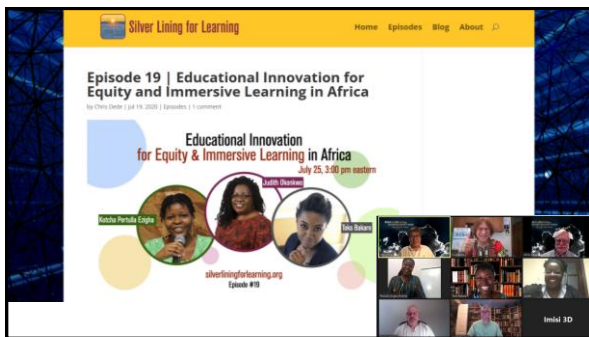 Silver Lining for Learning
Home Episodes Blog About
Episode 19 | Educational Innovation for
Equity and Immersive Learning in Africa
by Chris Dede | Jul 19, 2020 | Episodes | 1 comment
Educational Innovation
for Equity & Immersive Learning in Africa
July 25, 3:00 pm eastern
Judith Okonkwo
Ketcha Pertulla Ezigha
silverliningforlearning.org
Episode #19
Imisi 3D